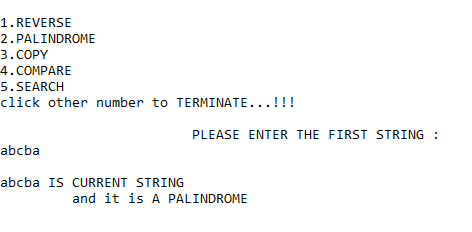 1.REVERSE
2.PALINDROME
3.COPY
4.COMPARE
5.SEARCH
click other number to TERMINATE...!!!
PLEASE ENTER THE FIRST STRING :
abcba
abcba IS CURRENT STRING
and it is A PALINDROME